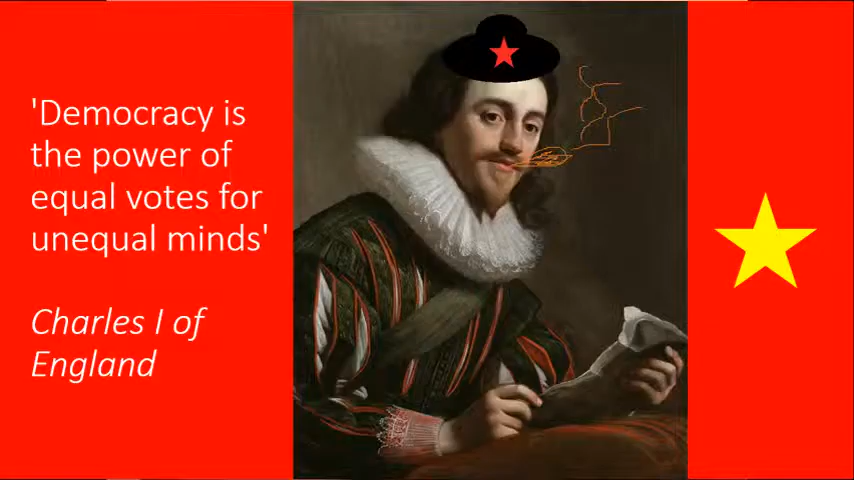 'Democracy is
the power of
equal votes for
unequal minds'
Charles I of
England